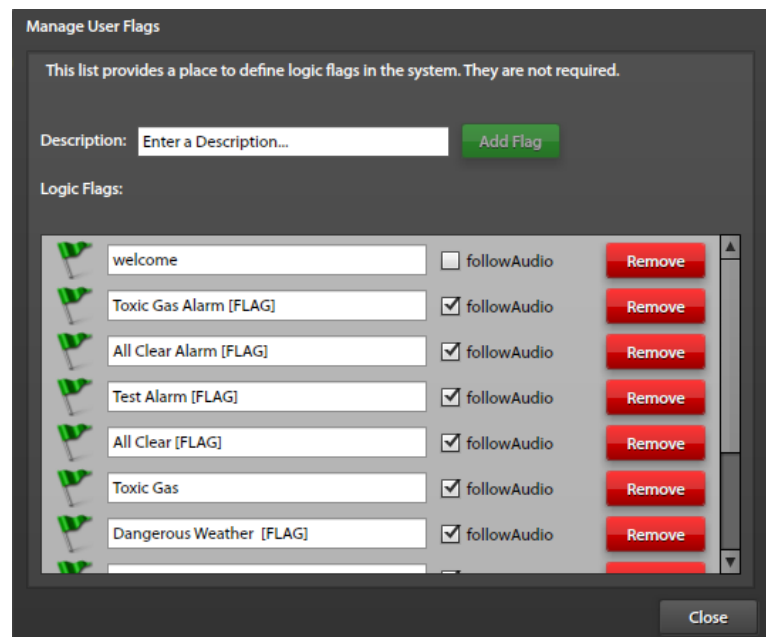 Manage User Flags
This list provides a place to define logic flags in the system. They are not required.
Description: Enter a Description... Add Flag
Logic Flags:
welcome followAudio Remove
Toxic Gas Alarm [FLAG] followAudio Remove
All Clear Alarm [FLAG] followAudio Remove
Test Alarm [FLAG] followAudio Remove
All Clear [FLAG] followAudio Remove
Toxic Gas followAudio Remove
Dangerous Weather  [FLAG] followAudio Remove
Close